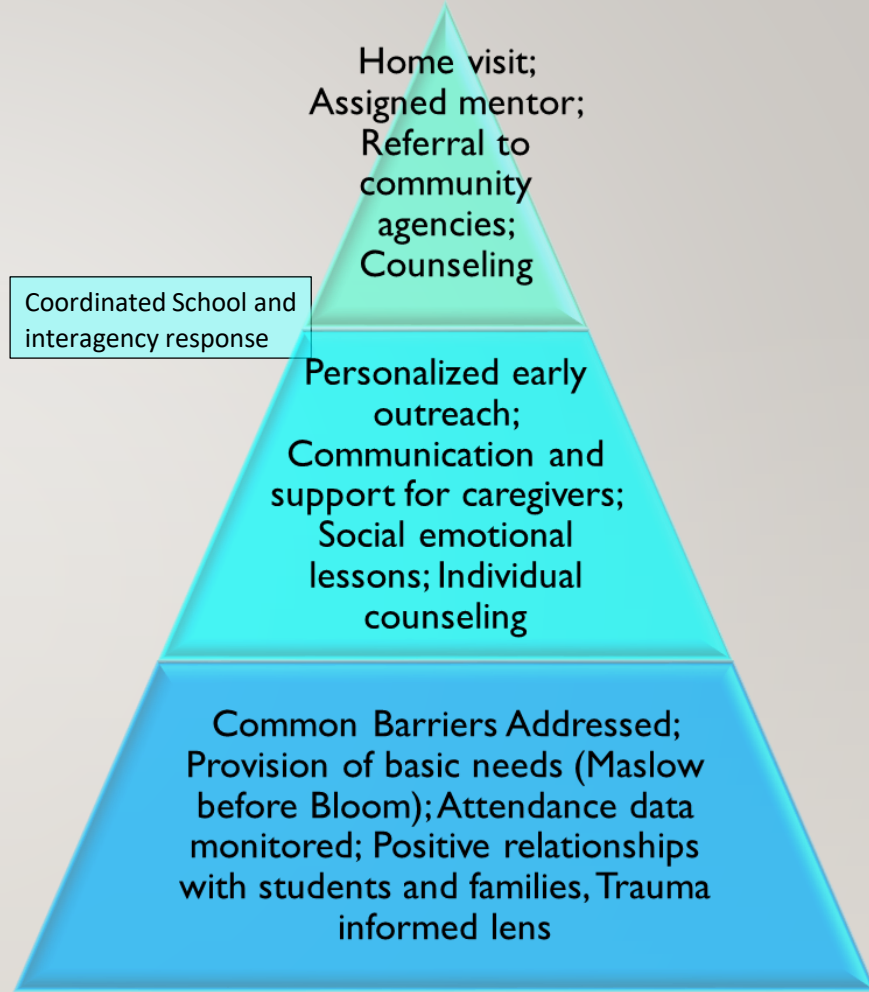 Home visit;
Assigned mentor;
Referral to
community
agencies;
Counseling
Coordinated School and
interagency response
Personalized early
outreach;
Communication and
support for caregivers;
Social emotional
lessons; Individual
counseling
Common Barriers Addressed;
Provision of basic needs (Maslow
before Bloom); Attendance data
monitored; Positive relationships
with students and families, Trauma
informed lens